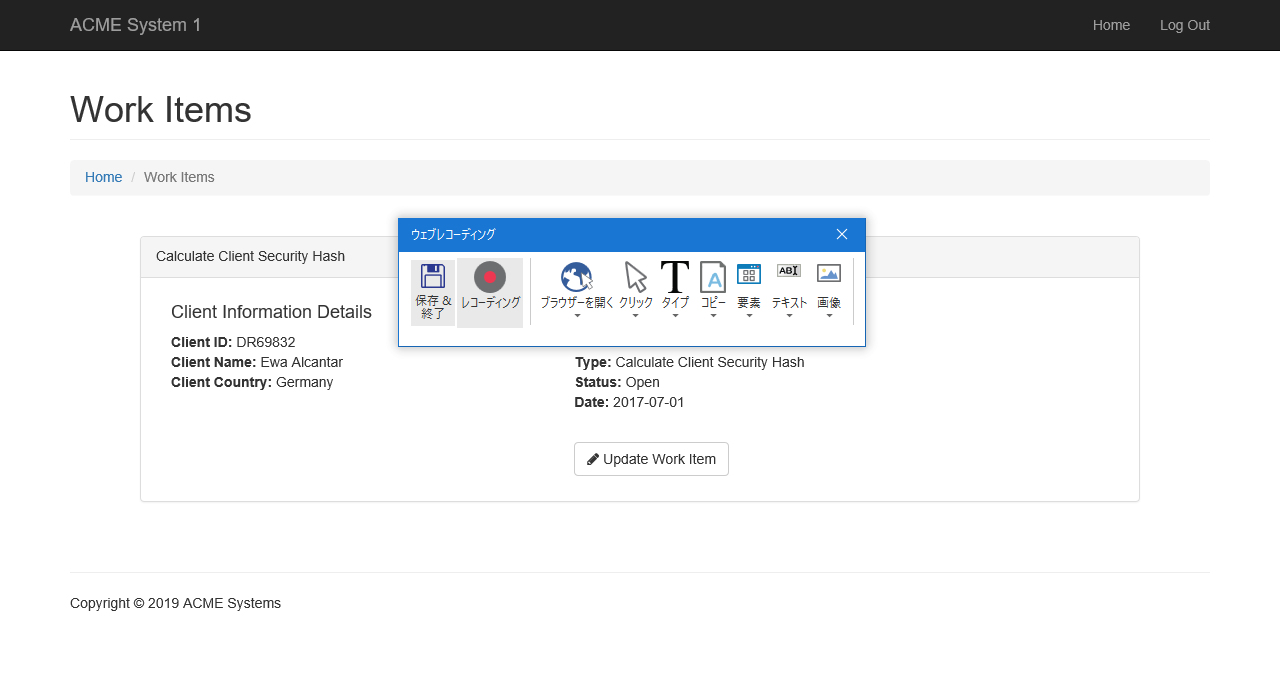 ACME System 1
Home
Log Out
Work Items
Home / Work Items
ウェブレコーディング
Calculate Client Security Hash
保存 &
終了
レコーディング
ブラウザーを開く
クリック
タイプ
コピー
ABI
要素
テキスト
画像
Client Information Details
Client ID: DR69832
Client Name: Ewa Alcantar
Client Country: Germany
Type: Calculate Client Security Hash
Status: Open
Date: 2017-07-01
Update Work Item
Copyright © 2019 ACME Systems